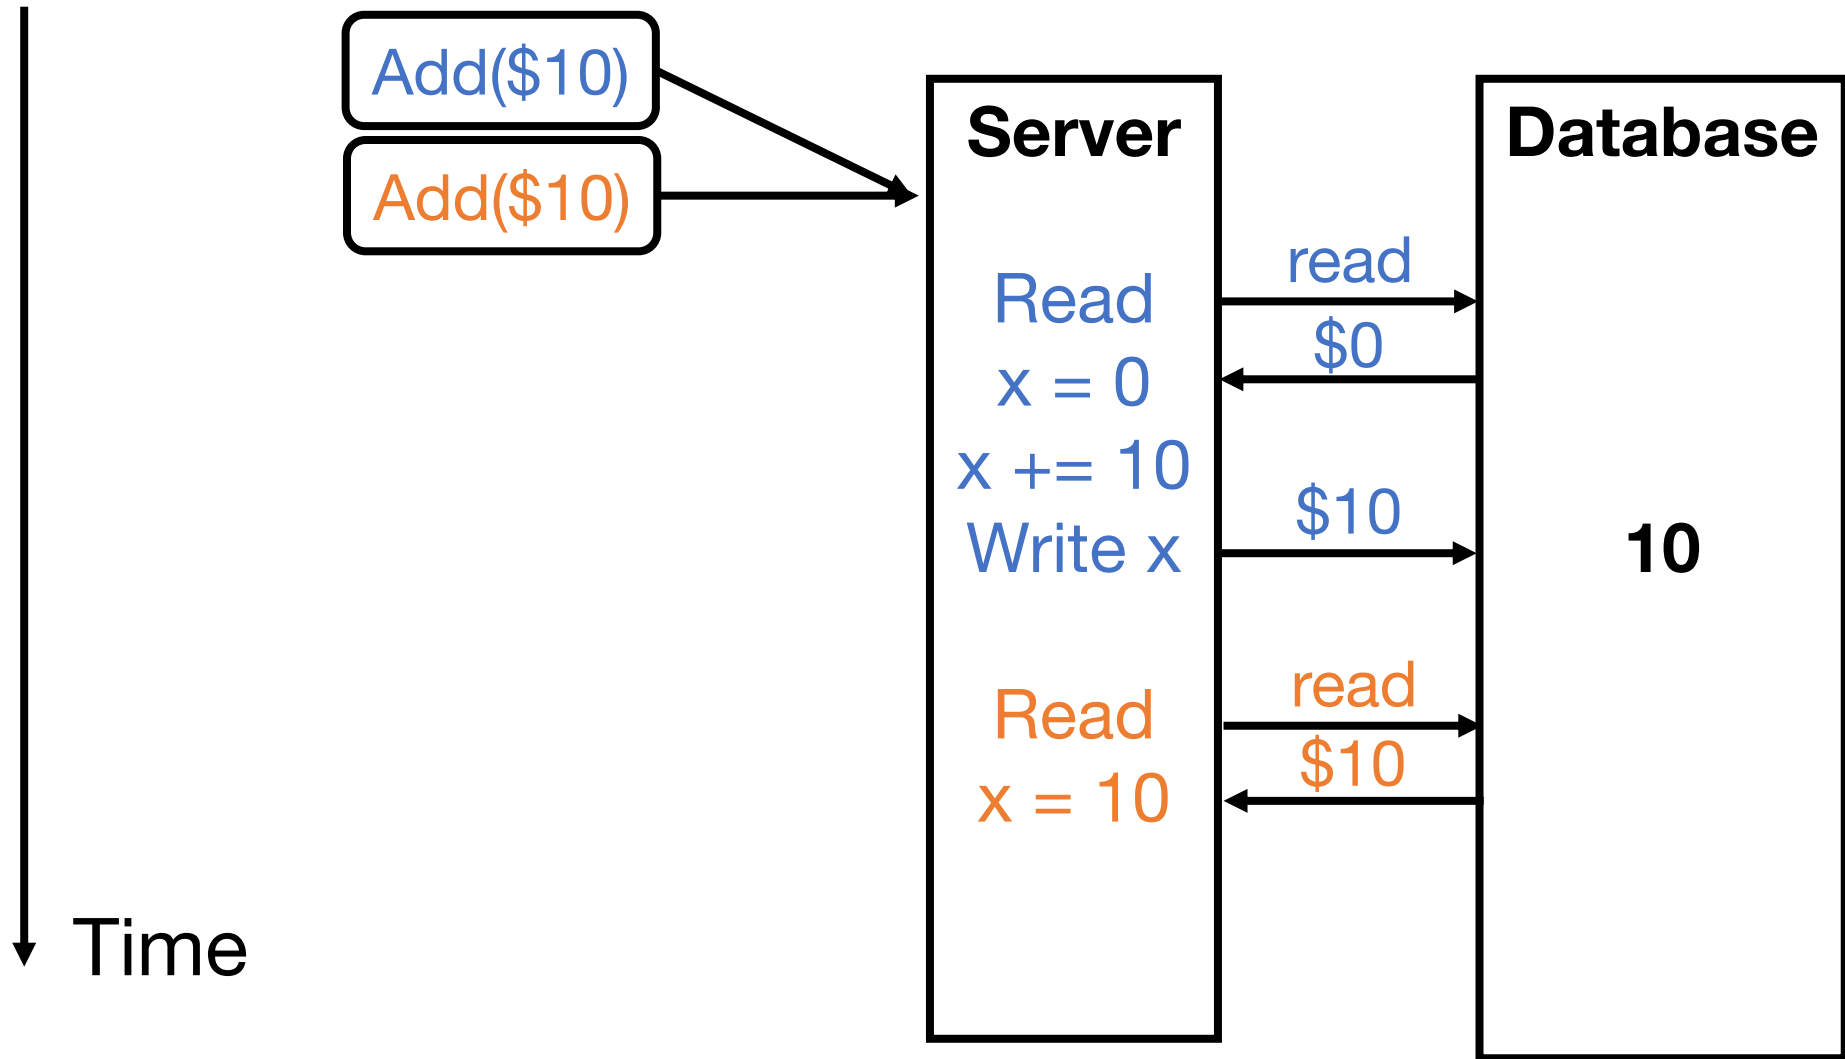 Add($10)
Add($10)
Server
Database
Read
read
x = 0
$0
x += 10
Write x
$10
10
Read
read
x = 10
$10
Time